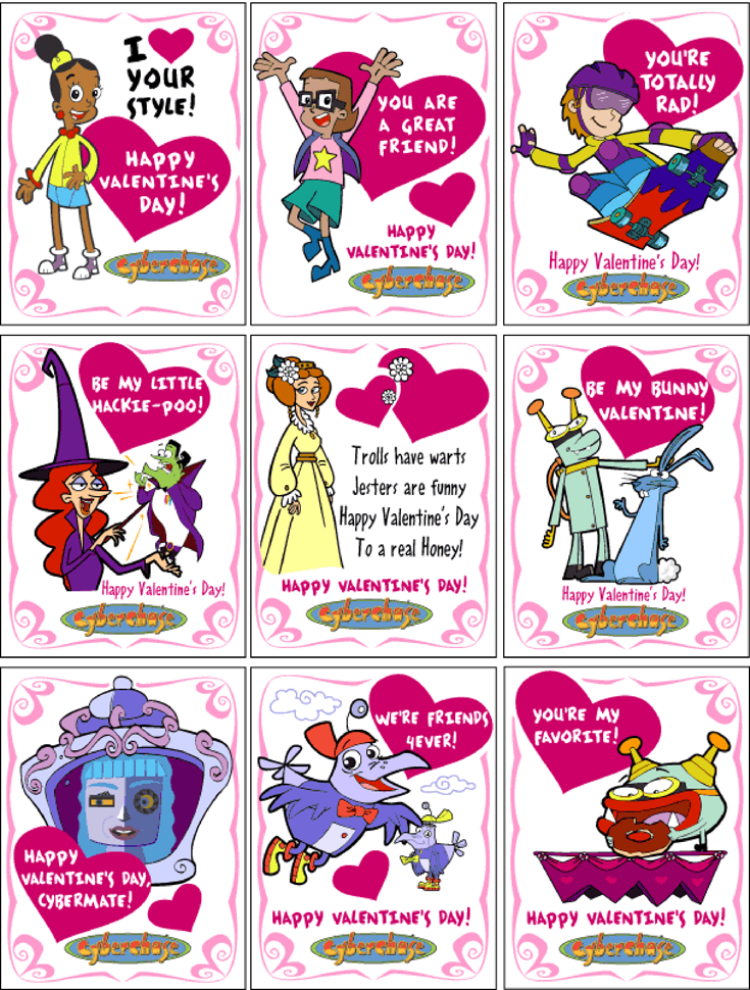 I
YOUR
STYLE!
HAPPY
VALENTINE'S
DAY!
Cyberchase
YOU ARE
A GREAT
FRIEND!
HAPPY
VALENTINE'S DAY!
Cyberchase
YOU'RE
TOTALLY
RAD!
Happy Valentine's Day!
Cyberchase
BE MY LITTLE
HACKIE-POO!
Happy Valentine's Day!
Cyberchase
Trolls have warts
Jesters are funny
Happy Valentine's Day
To a real Honey!
HAPPY VALENTINE'S DAY!
Cyberchase
BE MY BUNNY
VALENTINE!
Happy Valentine's Day!
Cyberchase
HAPPY
VALENTINE'S DAY,
CYBERMATE!
Cyberchase
WE'RE FRIENDS
4EVER!
HAPPY VALENTINE'S DAY!
Cyberchase
YOU'RE MY
FAVORITE!
HAPPY VALENTINE'S DAY!
Cyberchase